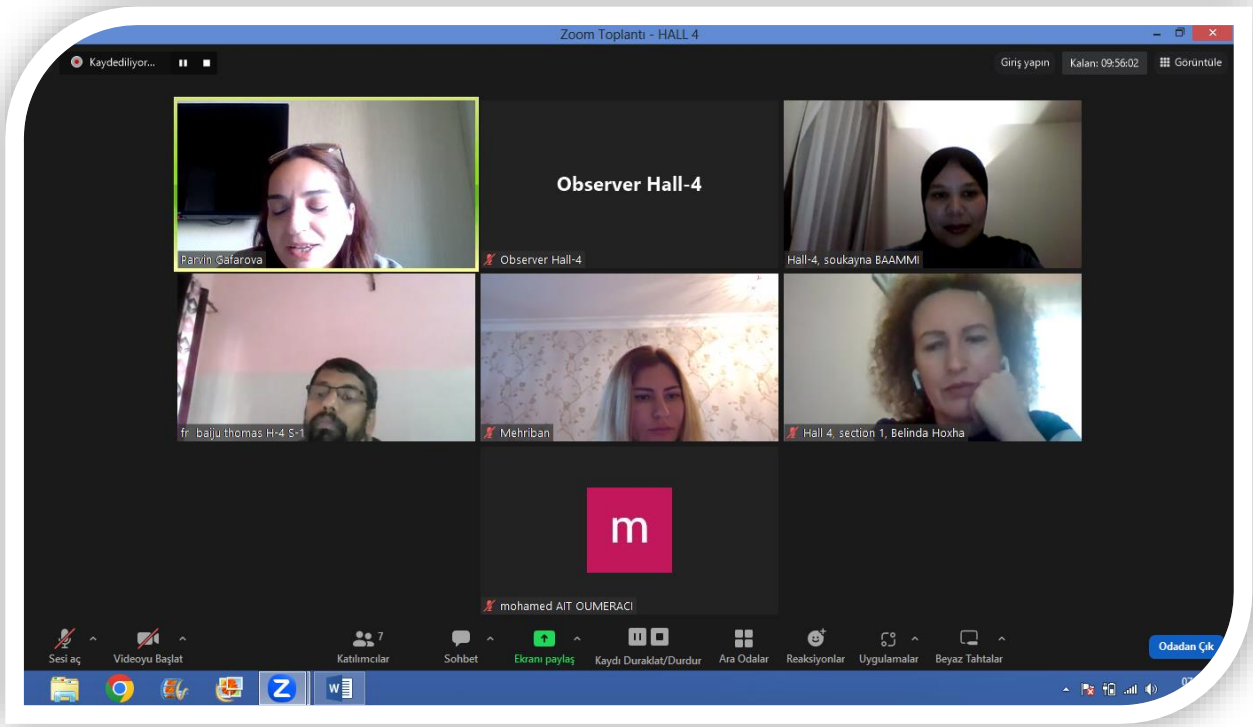 Zoom Toplantı - HALL 4
Kaydediliyor...
Giriş yapın
Kalan: 09:56:02
Görüntüle
Parvin Gafarova
Observer Hall-4
Observer Hall-4
Hall-4, soukayna BAAMMI
fr baiju thomas H-4 S-1
Mehriban
Hall 4, section 1, Belinda Hoxha
m
mohamed AIT OUMERACI
Sesi aç
Videoyu Başlat
7
Katılımcılar
Sohbet
Ekranı paylaş
Kaydı Duraklat/Durdur
Ara Odalar
Reaksiyonlar
Uygulamalar
Beyaz Tahtalar
Odadan Çık